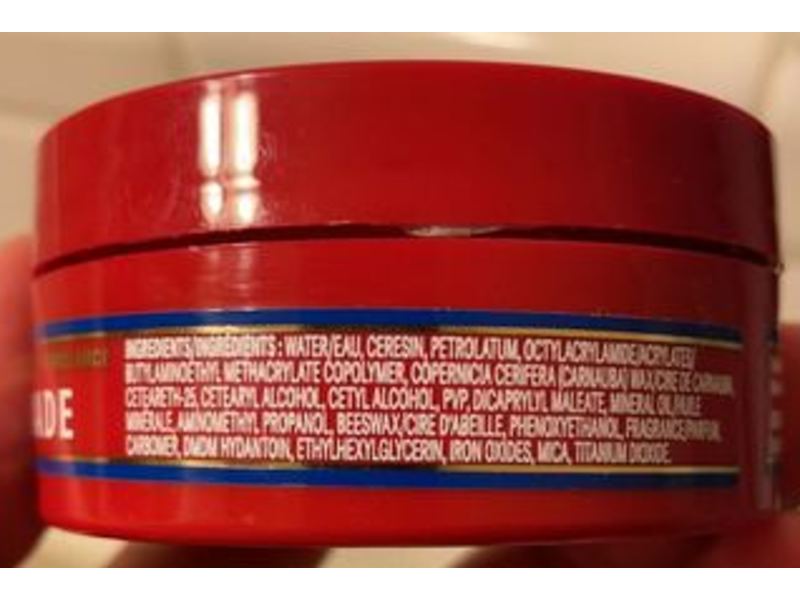 ADE
INGREDIENTS/INGRÉDIENTS : WATER/EAU, CERESIN, PETROLATUM, OCTYLACRYLAMIDE/ACRYLATES/
BUTYLAMINOETHYL METHACRYLATE COPOLYMER, COPERNICIA CERIFERA (CARNAUBA) WAX/CIRE DE CARNAUBA,
CETEARETH-25, CETEARYL ALCOHOL, CETYL ALCOHOL, PVP, DICAPRYLYL MALEATE, MINERAL OIL/HUILE
MINÉRALE, AMINOMETHYL PROPANOL, BEESWAX/CIRE D'ABEILLE, PHENOXYETHANOL, FRAGRANCE/PARFUM,
CARBOMER, DMDM HYDANTOIN, ETHYLHEXYLGLYCERIN, IRON OXIDES, MICA, TITANIUM DIOXIDE.